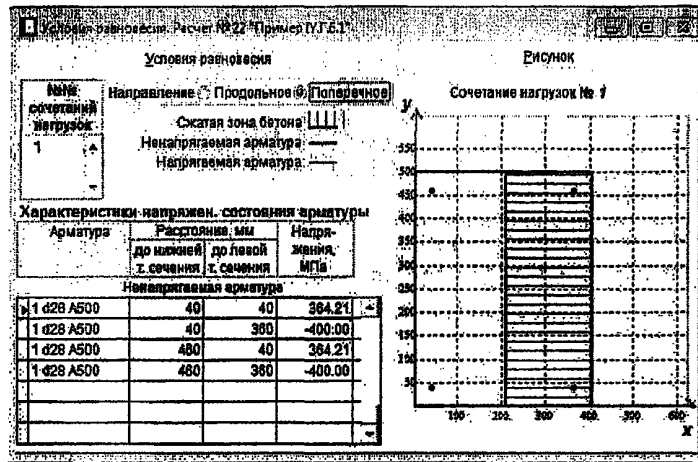 Условия равновесия. Расчет № 22 "Пример IY.Г.6.1"
Условия равновесия
Рисунок
№№ сочетаний нагрузок
1
Направление Продольное Поперечное
Сжатая зона бетона
Ненапрягаемая арматура
Напрягаемая арматура
Сочетание нагрузок № 1
Характеристики напряжен. состояния арматуры
Арматура
Расстояние, мм
Напряжения, МПа
до нижней т. сечения
до левой т. сечения
Ненапрягаемая арматура
1 d28 A500 40 40 364.21
1 d28 A500 40 360 -400.00
1 d28 A500 460 40 364.21
1 d28 A500 460 360 -400.00
y
550
500
450
400
350
300
250
200
150
100
50
100 200 300 400 500 600
x